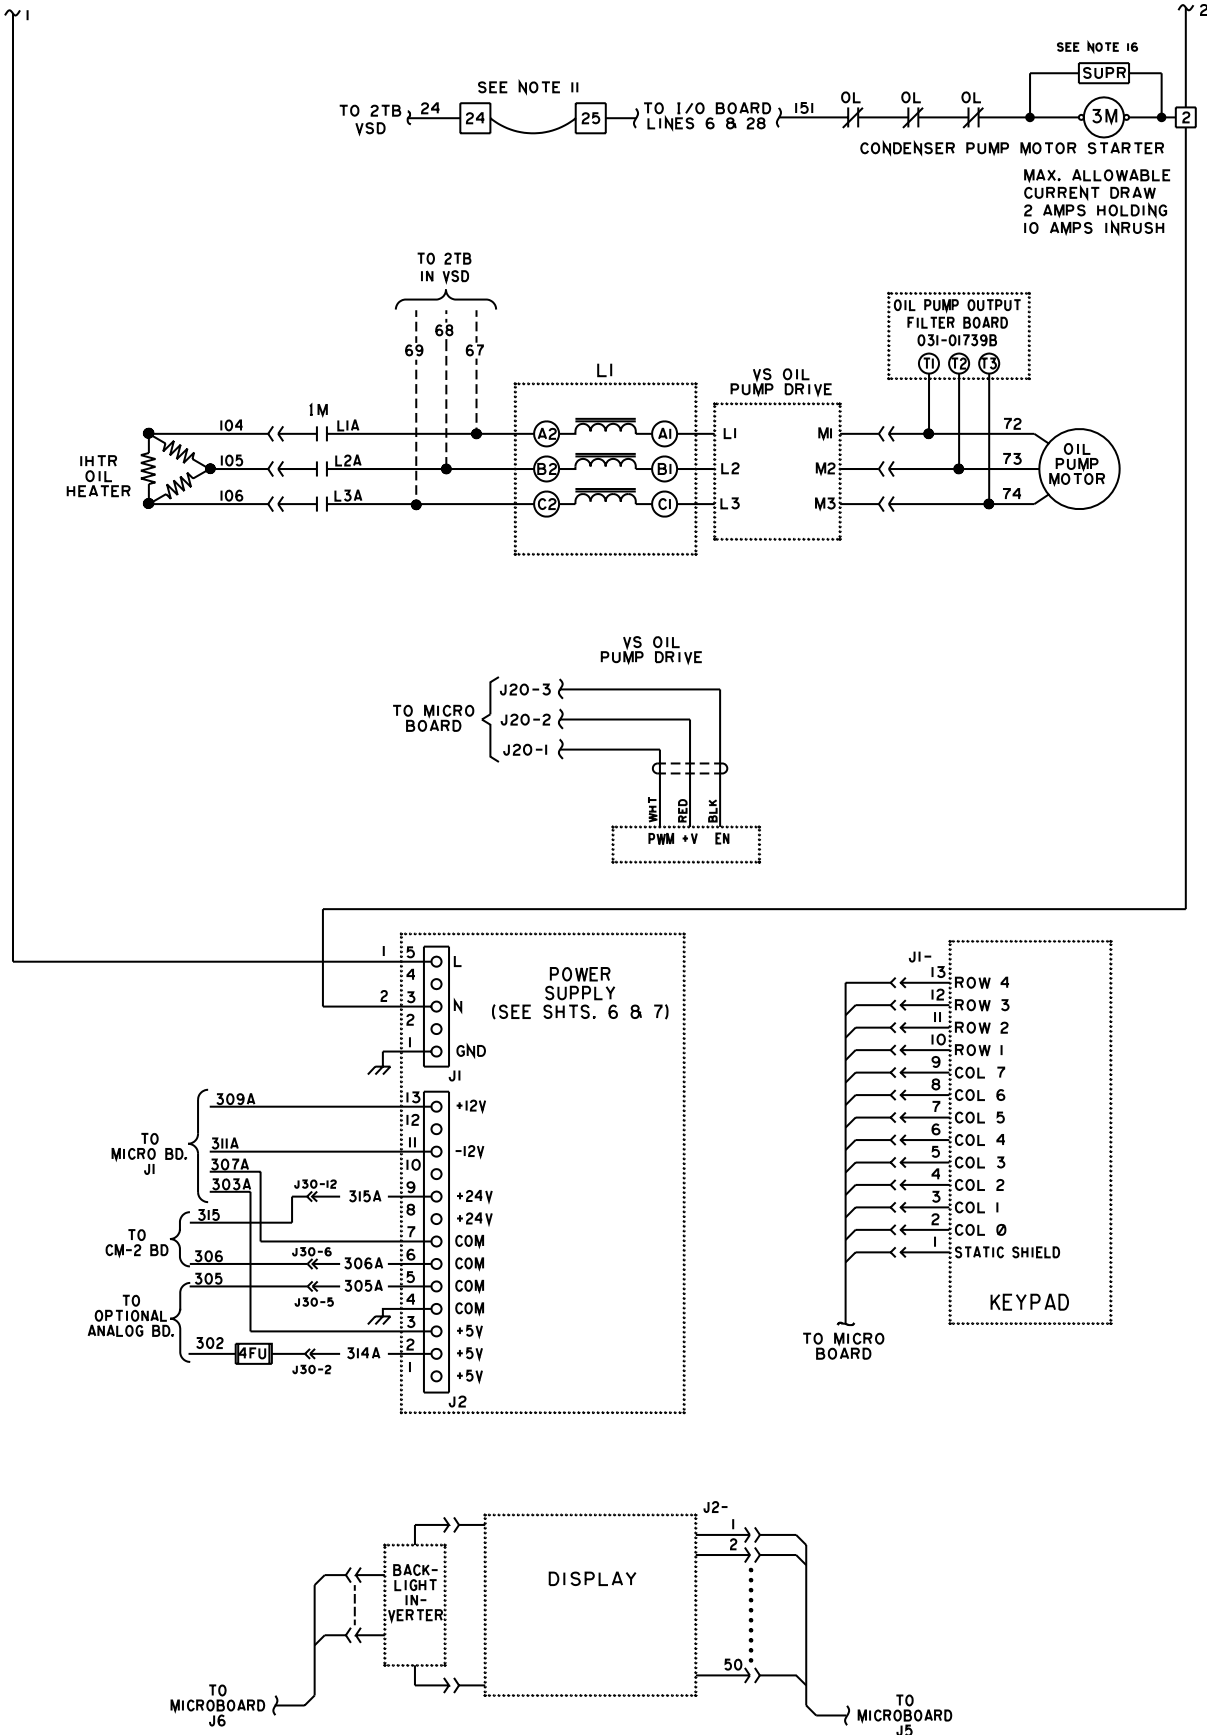 1
2
SEE NOTE 16
SUPR
SEE NOTE 11
TO 2TB
VSD
24
24
25
TO I/O BOARD
LINES 6 & 28
151
OL
OL
OL
3M
2
CONDENSER PUMP MOTOR STARTER
MAX. ALLOWABLE
CURRENT DRAW
2 AMPS HOLDING
10 AMPS INRUSH
TO 2TB
IN VSD
69
68
67
OIL PUMP OUTPUT
FILTER BOARD
031-01739B
T1 T2 T3
L1
VS OIL
PUMP DRIVE
1HTR
OIL
HEATER
1M
104 L1A A2 A1 L1 M1 72
105 L2A B2 B1 L2 M2 73
106 L3A C2 C1 L3 M3 74
OIL
PUMP
MOTOR
VS OIL
PUMP DRIVE
TO MICRO
BOARD
J20-3
J20-2
J20-1
WHT
RED
BLK
PWM +V EN
POWER
SUPPLY
(SEE SHTS. 6 & 7)
1 5 L
4
2 3 N
2
1 GND
J1
TO
MICRO BD.
J1
309A 13 +12V
12
311A 11 -12V
307A 10
303A
TO
CM-2 BD
315 J30-12 315A 9 +24V
8 +24V
7 COM
306 J30-6 306A 6 COM
TO
OPTIONAL
ANALOG BD.
305 J30-5 305A 5 COM
4 COM
3 +5V
302 4FU J30-2 314A 2 +5V
1 +5V
J2
J1-
13 ROW 4
12 ROW 3
11 ROW 2
10 ROW 1
9 COL 7
8 COL 6
7 COL 5
6 COL 4
5 COL 3
4 COL 2
3 COL 1
2 COL Ø
1 STATIC SHIELD
KEYPAD
TO MICRO
BOARD
BACK-
LIGHT
IN-
VERTER
DISPLAY
J2-
1
2
50
TO
MICROBOARD
J6
TO
MICROBOARD
J5